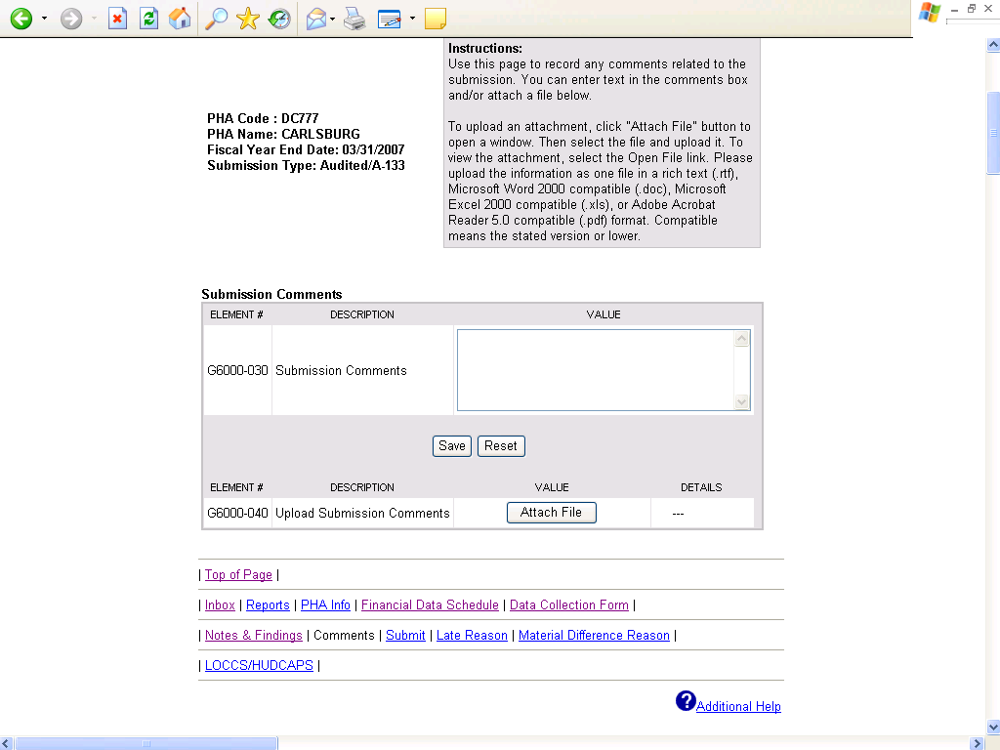 Instructions:
Use this page to record any comments related to the
submission. You can enter text in the comments box
and/or attach a file below.
To upload an attachment, click "Attach File" button to
open a window. Then select the file and upload it. To
view the attachment, select the Open File link. Please
upload the information as one file in a rich text (.rtf),
Microsoft Word 2000 compatible (.doc), Microsoft
Excel 2000 compatible (.xls), or Adobe Acrobat
Reader 5.0 compatible (.pdf) format. Compatible
means the stated version or lower.
PHA Code : DC777
PHA Name: CARLSBURG
Fiscal Year End Date: 03/31/2007
Submission Type: Audited/A-133
Submission Comments
ELEMENT # DESCRIPTION VALUE
G6000-030 Submission Comments
Save Reset
ELEMENT # DESCRIPTION VALUE DETAILS
G6000-040 Upload Submission Comments Attach File ---
| Top of Page |
| Inbox | Reports | PHA Info | Financial Data Schedule | Data Collection Form |
| Notes & Findings | Comments | Submit | Late Reason | Material Difference Reason |
| LOCCS/HUDCAPS |
? Additional Help